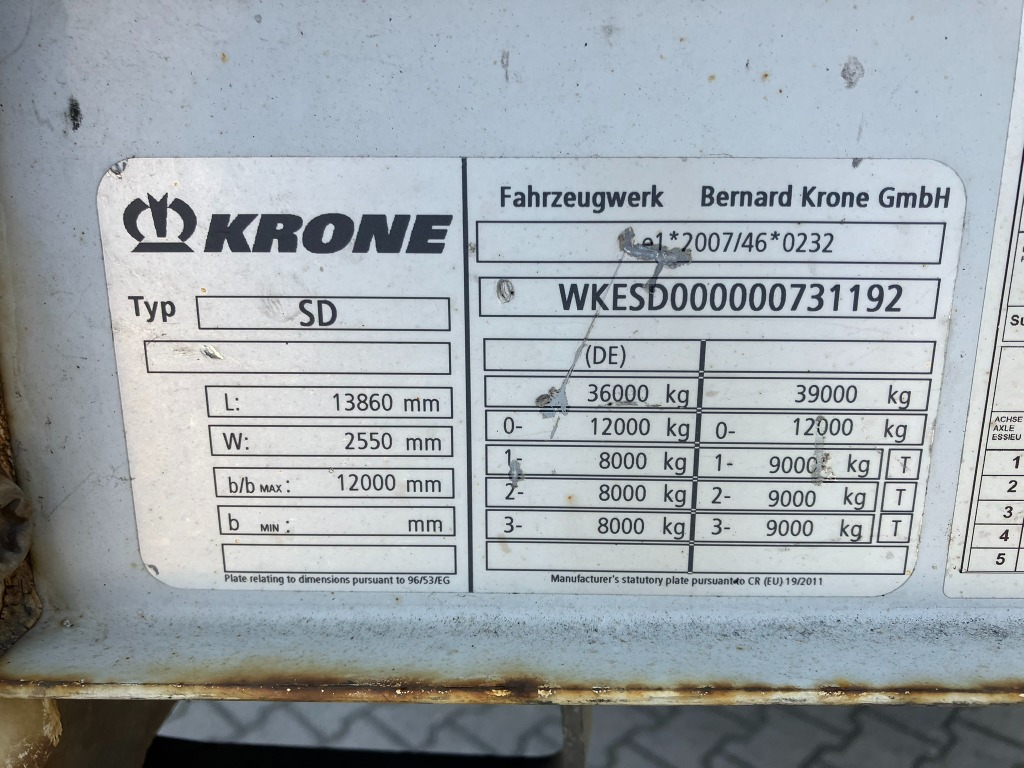 KRONE
Typ SD
L: 13860 mm
W: 2550 mm
b/b MAX : 12000 mm
b MIN : mm
Plate relating to dimensions pursuant to 96/53/EG
Fahrzeugwerk Bernard Krone GmbH
e1*2007/46*0232
WKESD000000731192
(DE)
36000 kg 39000 kg
0- 12000 kg 0- 12000 kg
1- 8000 kg 1- 9000 kg T
2- 8000 kg 2- 9000 kg T
3- 8000 kg 3- 9000 kg T
Manufacturer's statutory plate pursuant to CR (EU) 19/2011
ACHSE
AXLE
ESSIEU
1
2
3
4
5